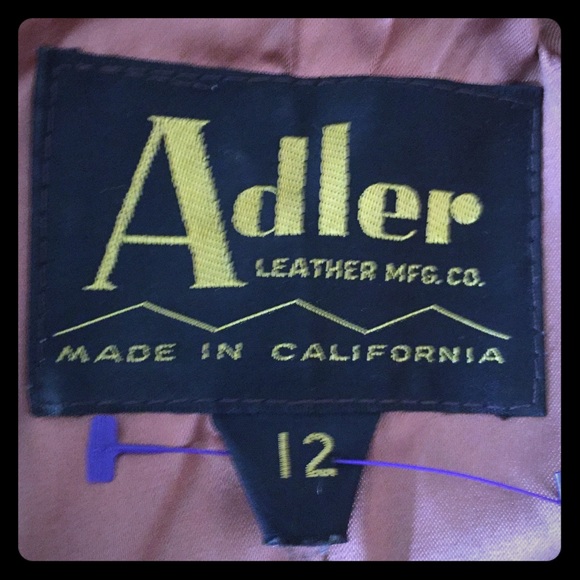 Adler
LEATHER MFG. CO.
MADE IN CALIFORNIA
12